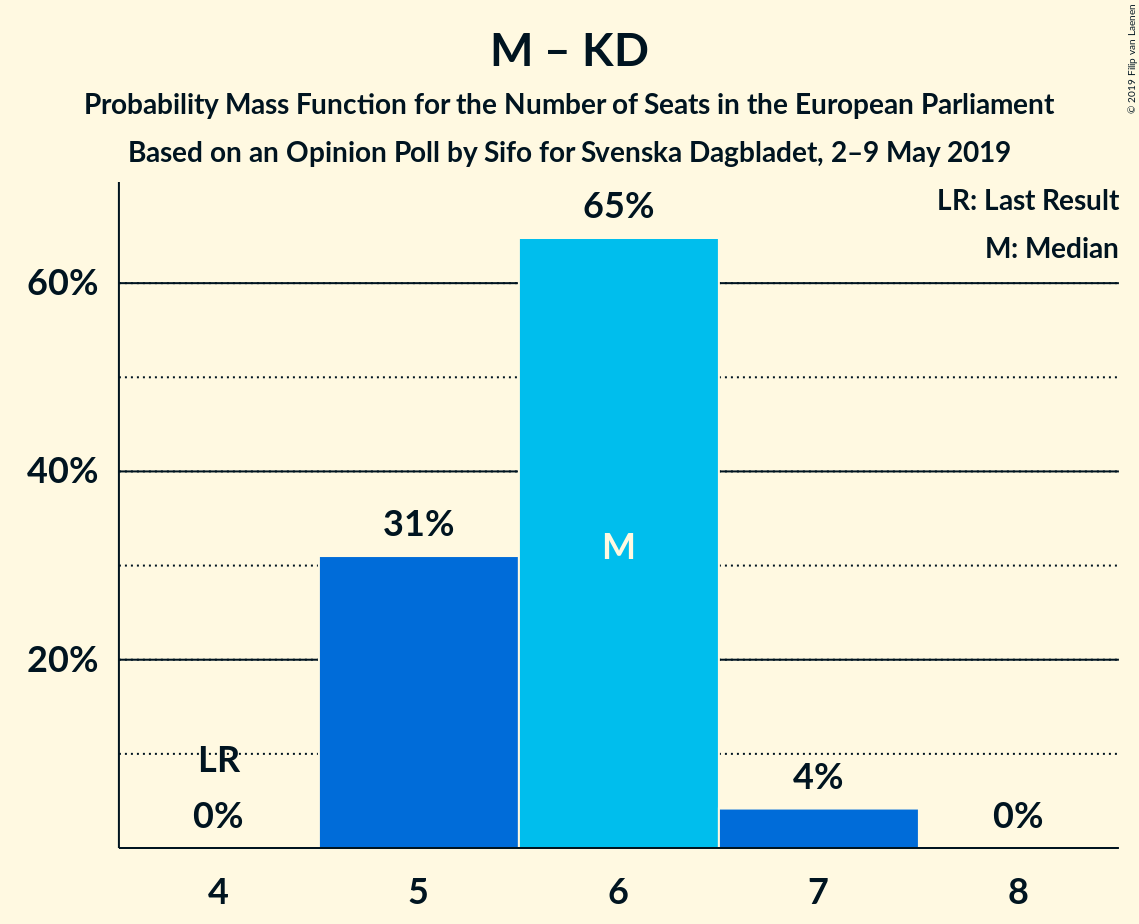 M – KD
Probability Mass Function for the Number of Seats in the European Parliament
Based on an Opinion Poll by Sifo for Svenska Dagbladet, 2–9 May 2019
© 2019 Filip van Laenen
LR: Last Result
M: Median
60%
40%
20%
65%
31%
M
LR
0%
4%
0%
4 5 6 7 8